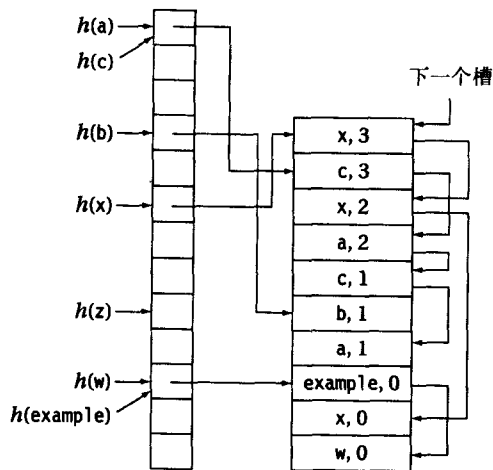 h(a)
h(c)
h(b)
h(x)
h(z)
h(w)
h(example)
下一个槽
x, 3
c, 3
x, 2
a, 2
c, 1
b, 1
a, 1
example, 0
x, 0
w, 0